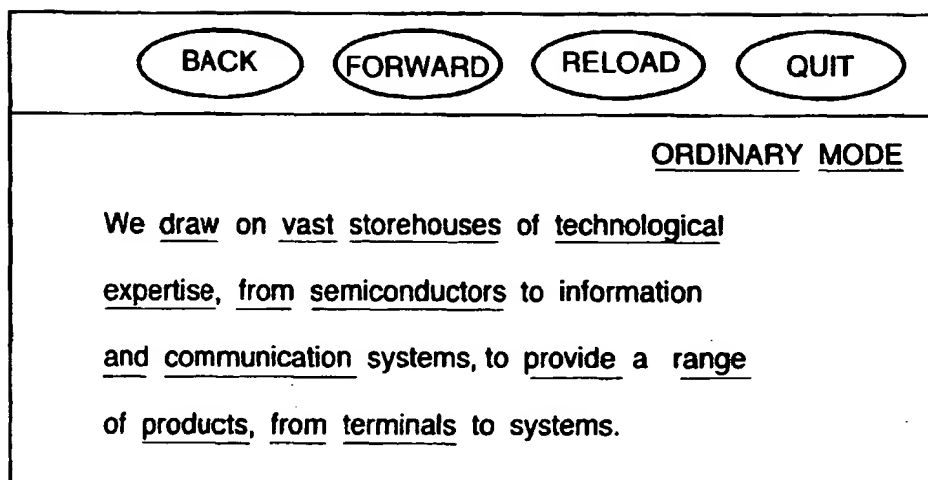 BACK FORWARD RELOAD QUIT
ORDINARY MODE
We draw on vast storehouses of technological
expertise, from semiconductors to information
and communication systems, to provide a range
of products, from terminals to systems.